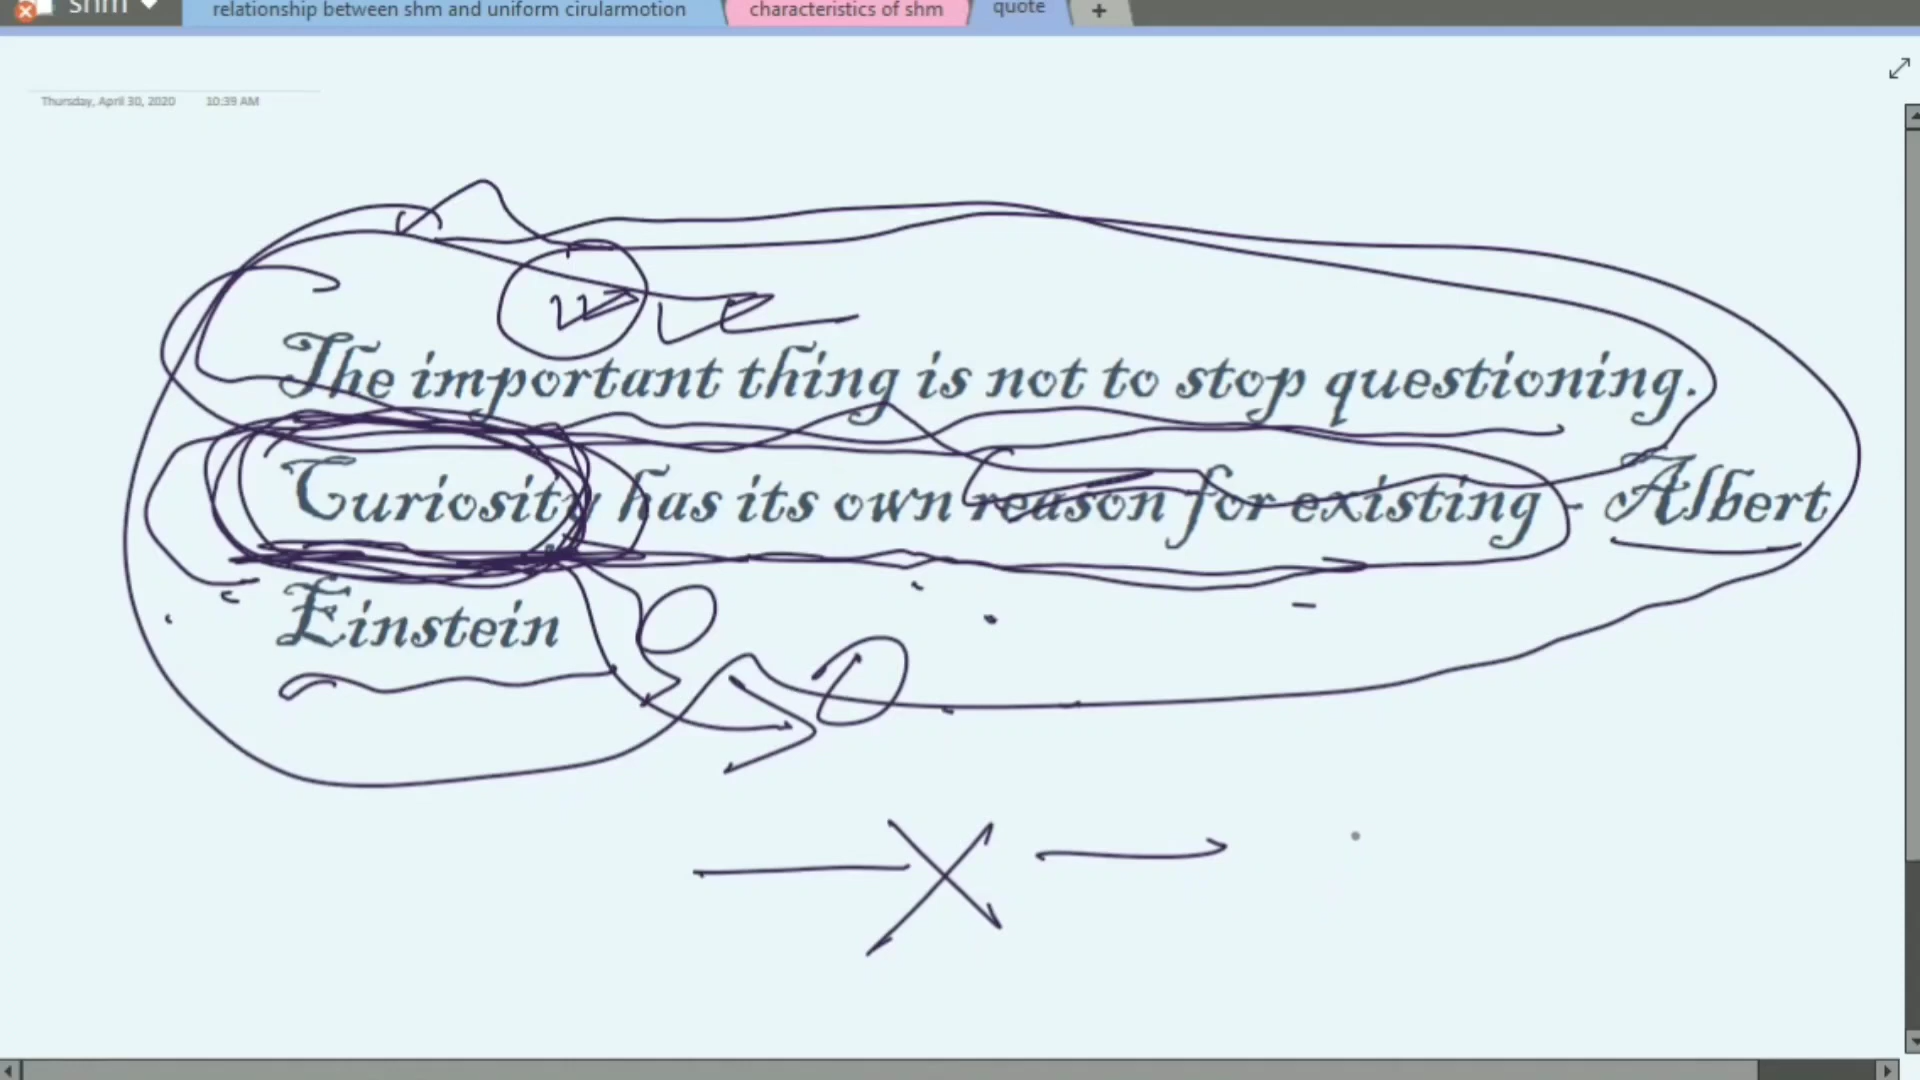 shm
relationship between shm and uniform cirularmotion
characteristics of shm
quote
+
Thursday, April 30, 2020 10:39 AM
The important thing is not to stop questioning.
Curiosity has its own reason for existing - Albert
Einstein